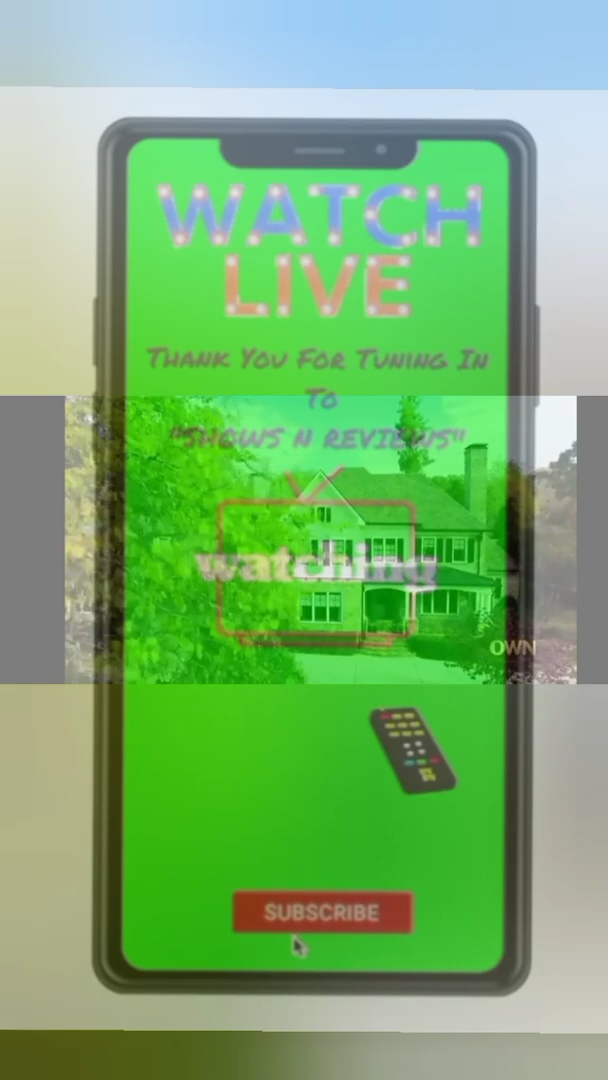 WATCH
LIVE
THANK YOU FOR TUNING IN
TO
"SHOWS N REVIEWS"
watching
OWN
SUBSCRIBE